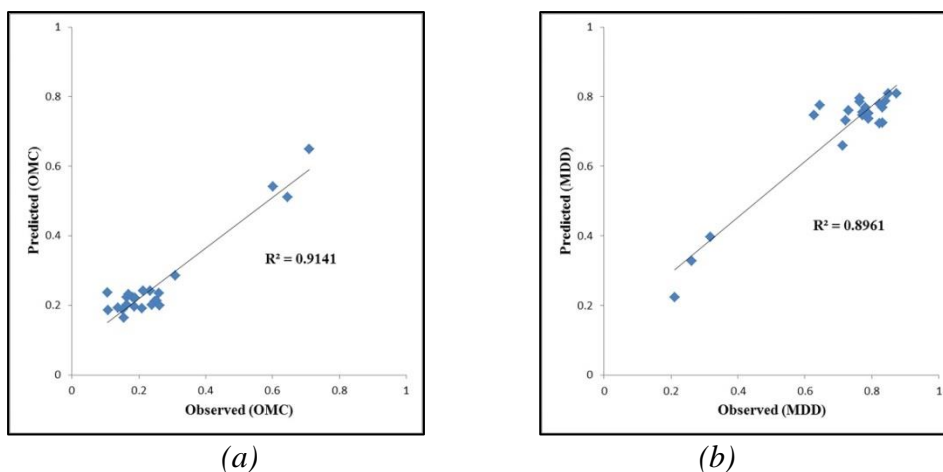 1
0.8
0.6
0.4
0.2
0
Predicted (OMC)
R² = 0.9141
0 0.2 0.4 0.6 0.8 1
Observed (OMC)
(a)
1
0.8
0.6
0.4
0.2
0
Predicted (MDD)
R² = 0.8961
0 0.2 0.4 0.6 0.8 1
Observed (MDD)
(b)